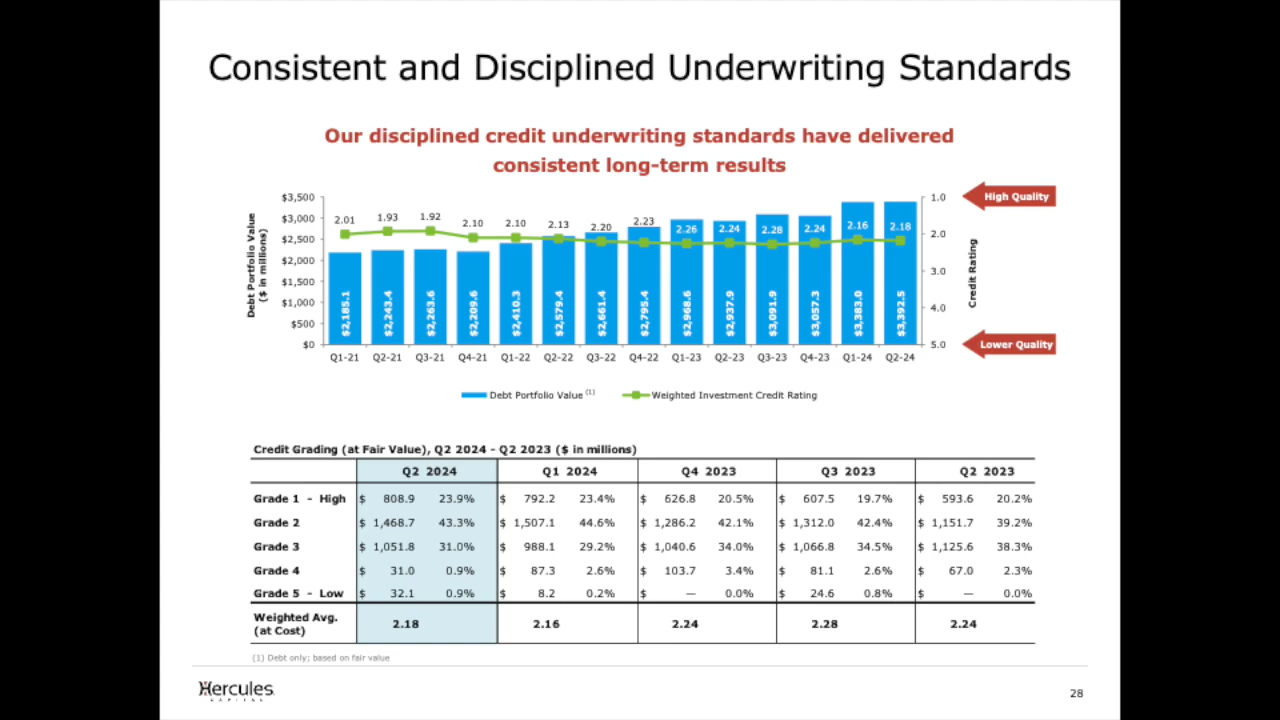 Consistent and Disciplined Underwriting Standards
Our disciplined credit underwriting standards have delivered
consistent long-term results
Debt Portfolio Value
($ in millions)
$3,500
$3,000
$2,500
$2,000
$1,500
$1,000
$500
$0
2.01 1.93 1.92 2.10 2.10 2.13 2.20 2.23 2.26 2.24 2.28 2.24 2.16 2.18
$2,185.1 $2,243.4 $2,263.6 $2,209.6 $2,410.3 $2,579.4 $2,661.4 $2,795.4 $2,968.6 $2,937.9 $3,091.9 $3,057.3 $3,383.0 $3,392.5
Q1-21 Q2-21 Q3-21 Q4-21 Q1-22 Q2-22 Q3-22 Q4-22 Q1-23 Q2-23 Q3-23 Q4-23 Q1-24 Q2-24
1.0
2.0
3.0
4.0
5.0
Credit Rating
High Quality
Lower Quality
Debt Portfolio Value (1) Weighted Investment Credit Rating
Credit Grading (at Fair Value), Q2 2024 - Q2 2023 ($ in millions)
Q2 2024 Q1 2024 Q4 2023 Q3 2023 Q2 2023
Grade 1 - High $ 808.9 23.9% $ 792.2 23.4% $ 626.8 20.5% $ 607.5 19.7% $ 593.6 20.2%
Grade 2 $ 1,468.7 43.3% $ 1,507.1 44.6% $ 1,286.2 42.1% $ 1,312.0 42.4% $ 1,151.7 39.2%
Grade 3 $ 1,051.8 31.0% $ 988.1 29.2% $ 1,040.6 34.0% $ 1,066.8 34.5% $ 1,125.6 38.3%
Grade 4 $ 31.0 0.9% $ 87.3 2.6% $ 103.7 3.4% $ 81.1 2.6% $ 67.0 2.3%
Grade 5 - Low $ 32.1 0.9% $ 8.2 0.2% $ — 0.0% $ 24.6 0.8% $ — 0.0%
Weighted Avg.
(at Cost) 2.18 2.16 2.24 2.28 2.24
(1) Debt only; based on fair value
Hercules
CAPITAL
28